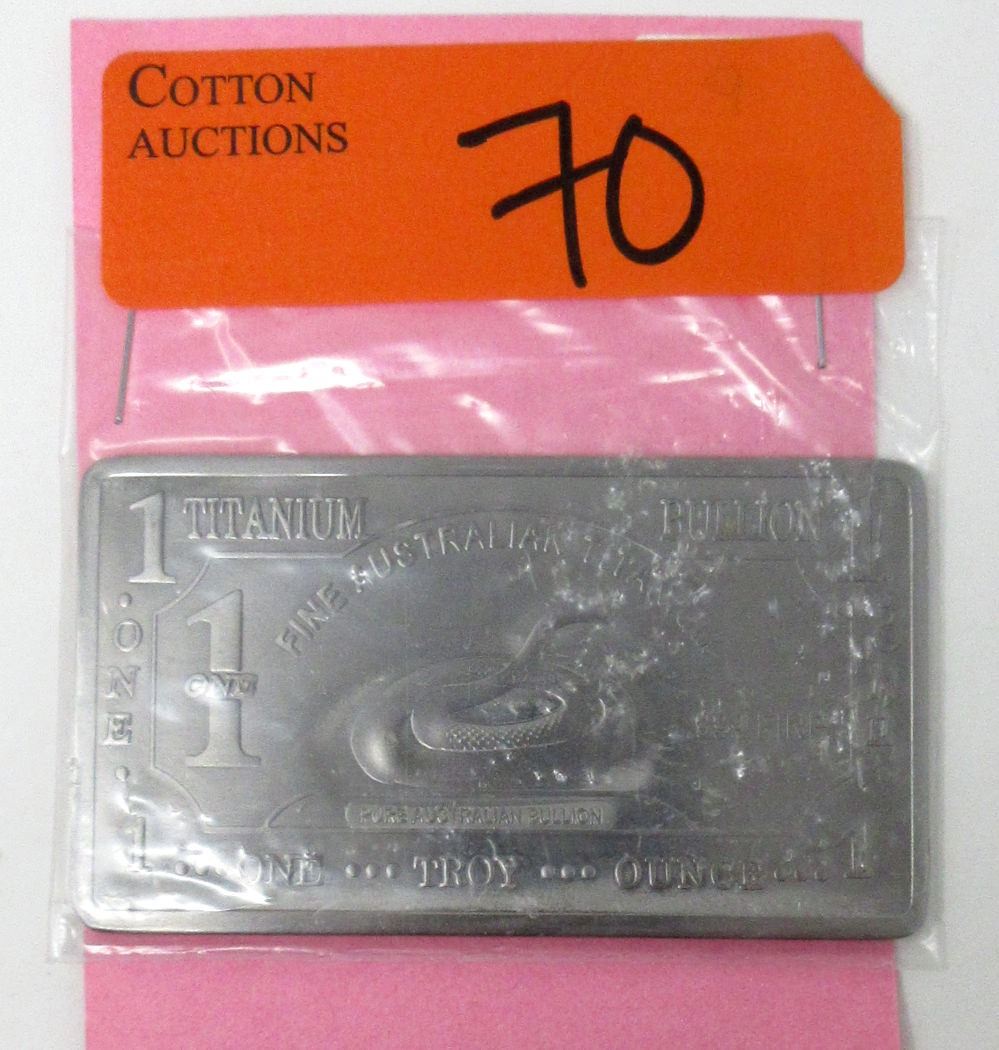 COTTON
AUCTIONS
70
1 TITANIUM BULLION 1
FINE AUSTRALIAN
1
ONE
ONE
PURE AUSTRALIAN BULLION
1 ONE TROY OUNCE 1